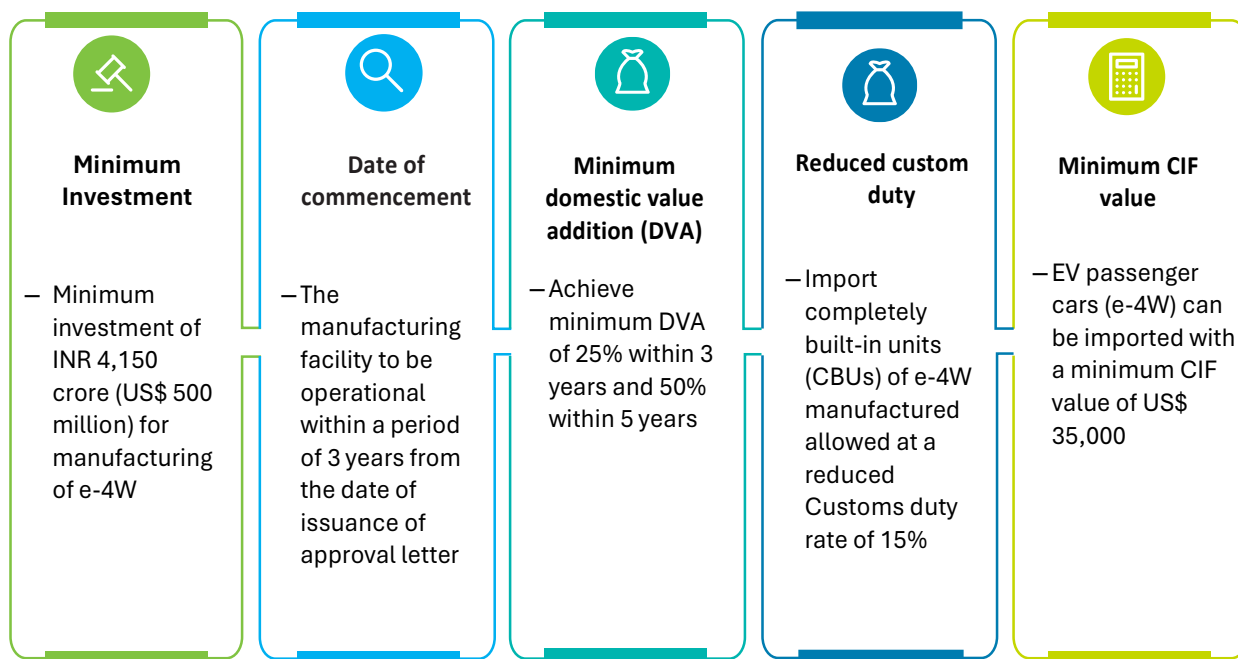 Minimum
Investment
– Minimum
investment of
INR 4,150
crore (US$ 500
million) for
manufacturing
of e-4W
Date of
commencement
– The
manufacturing
facility to be
operational
within a period
of 3 years from
the date of
issuance of
approval letter
Minimum
domestic value
addition (DVA)
– Achieve
minimum DVA
of 25% within 3
years and 50%
within 5 years
Reduced custom
duty
– Import
completely
built-in units
(CBUs) of e-4W
manufactured
allowed at a
reduced
Customs duty
rate of 15%
Minimum CIF
value
– EV passenger
cars (e-4W) can
be imported with
a minimum CIF
value of US$
35,000